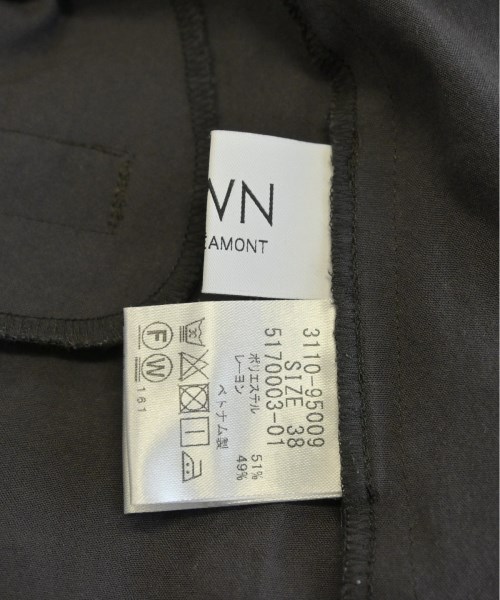 WN
EAMONT
3110-95009
SIZE 38
5170003-01
ポリエステル 51%
レーヨン 49%
ベトナム製
F W
161